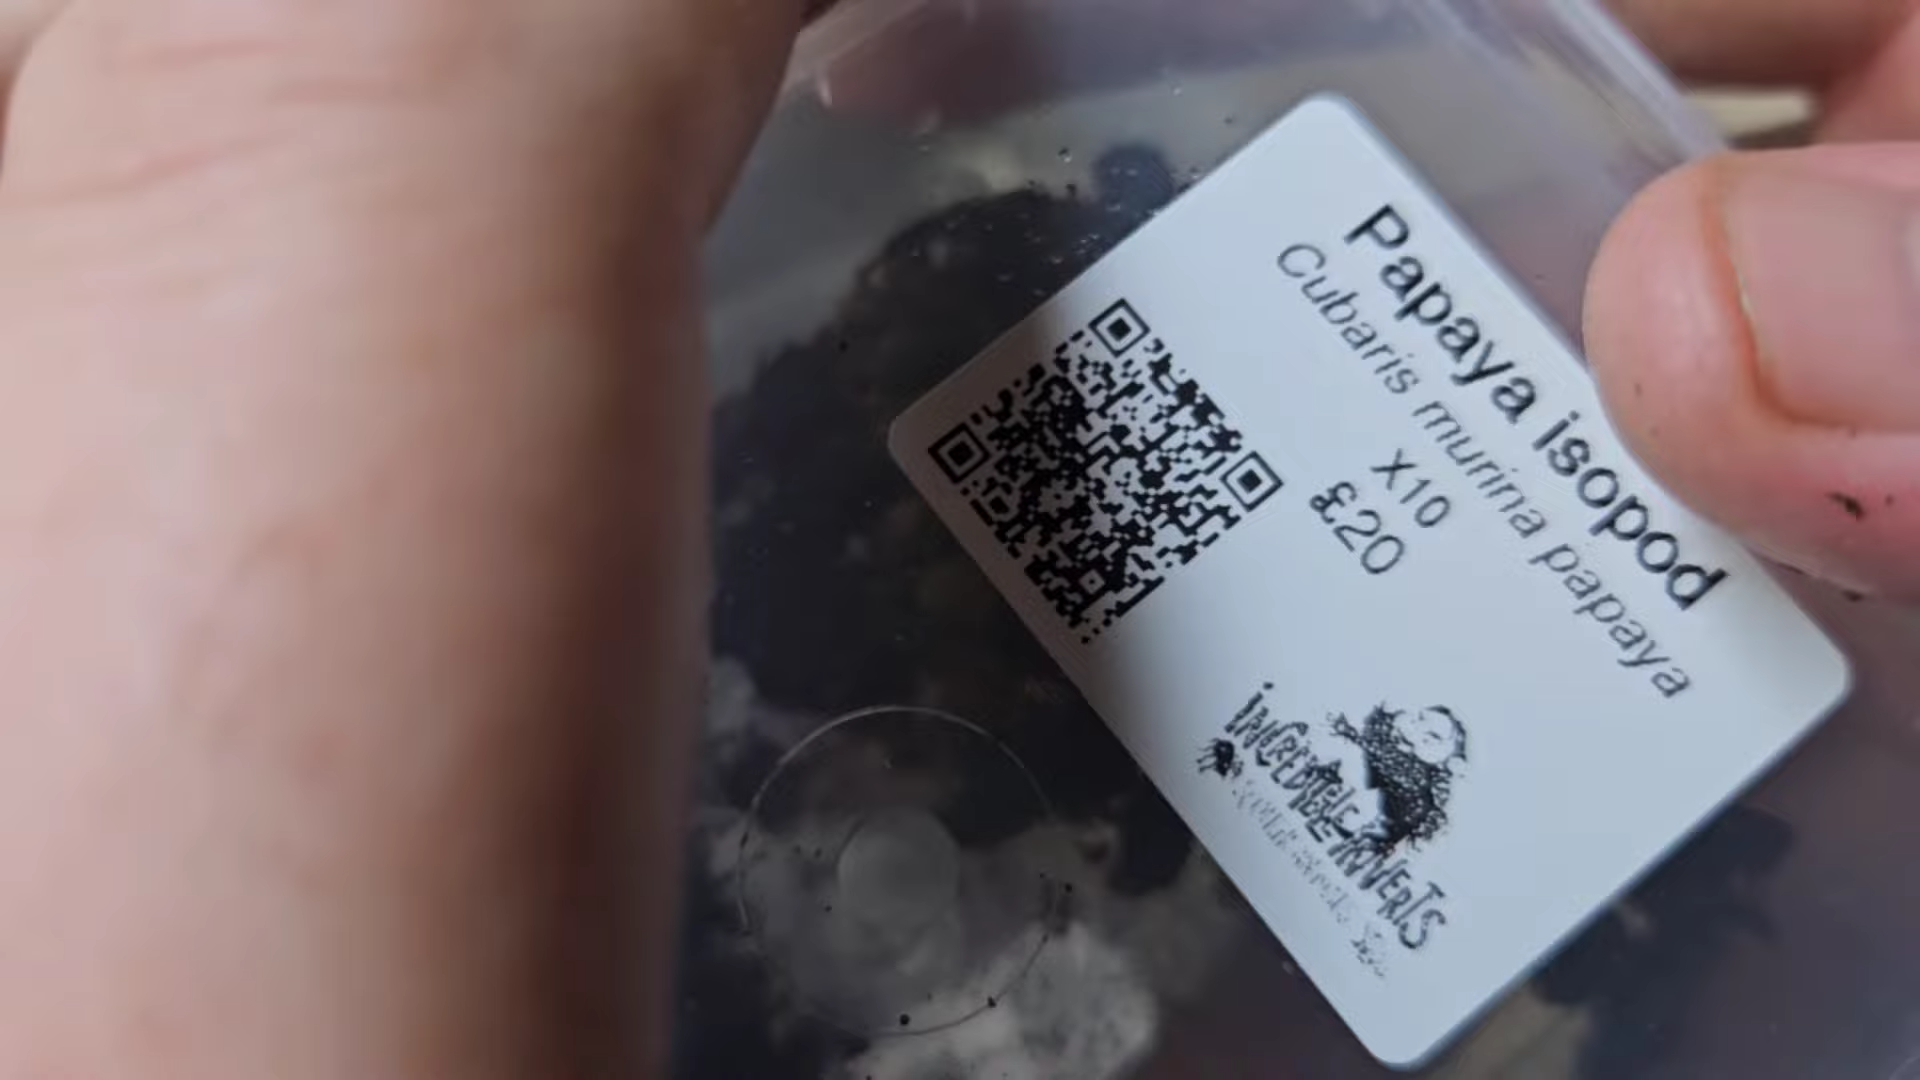 Papaya isopod
Cubaris murina papaya
X10
£20
iNCREDIBLE INVERTS